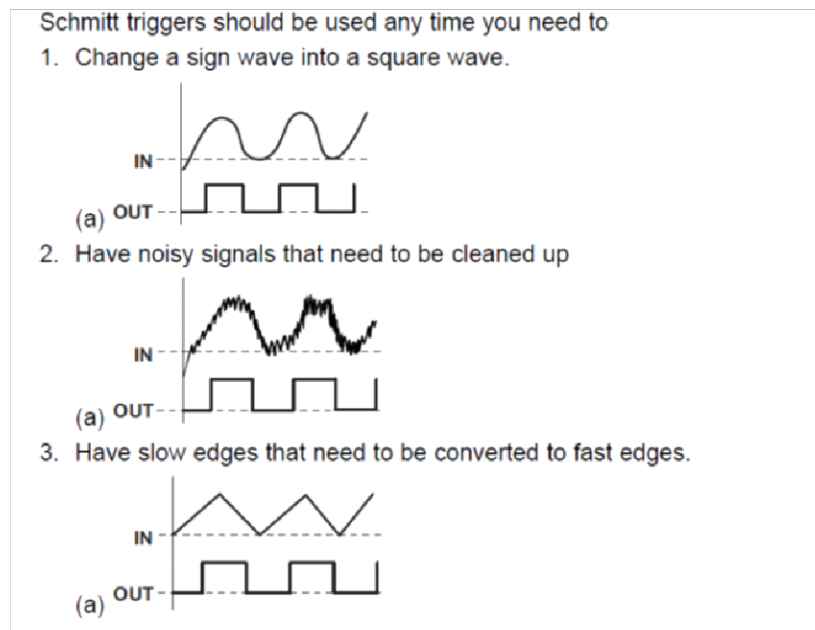 Schmitt triggers should be used any time you need to
1. Change a sign wave into a square wave.
IN
(a) OUT
2. Have noisy signals that need to be cleaned up
IN
(a) OUT
3. Have slow edges that need to be converted to fast edges.
IN
(a) OUT